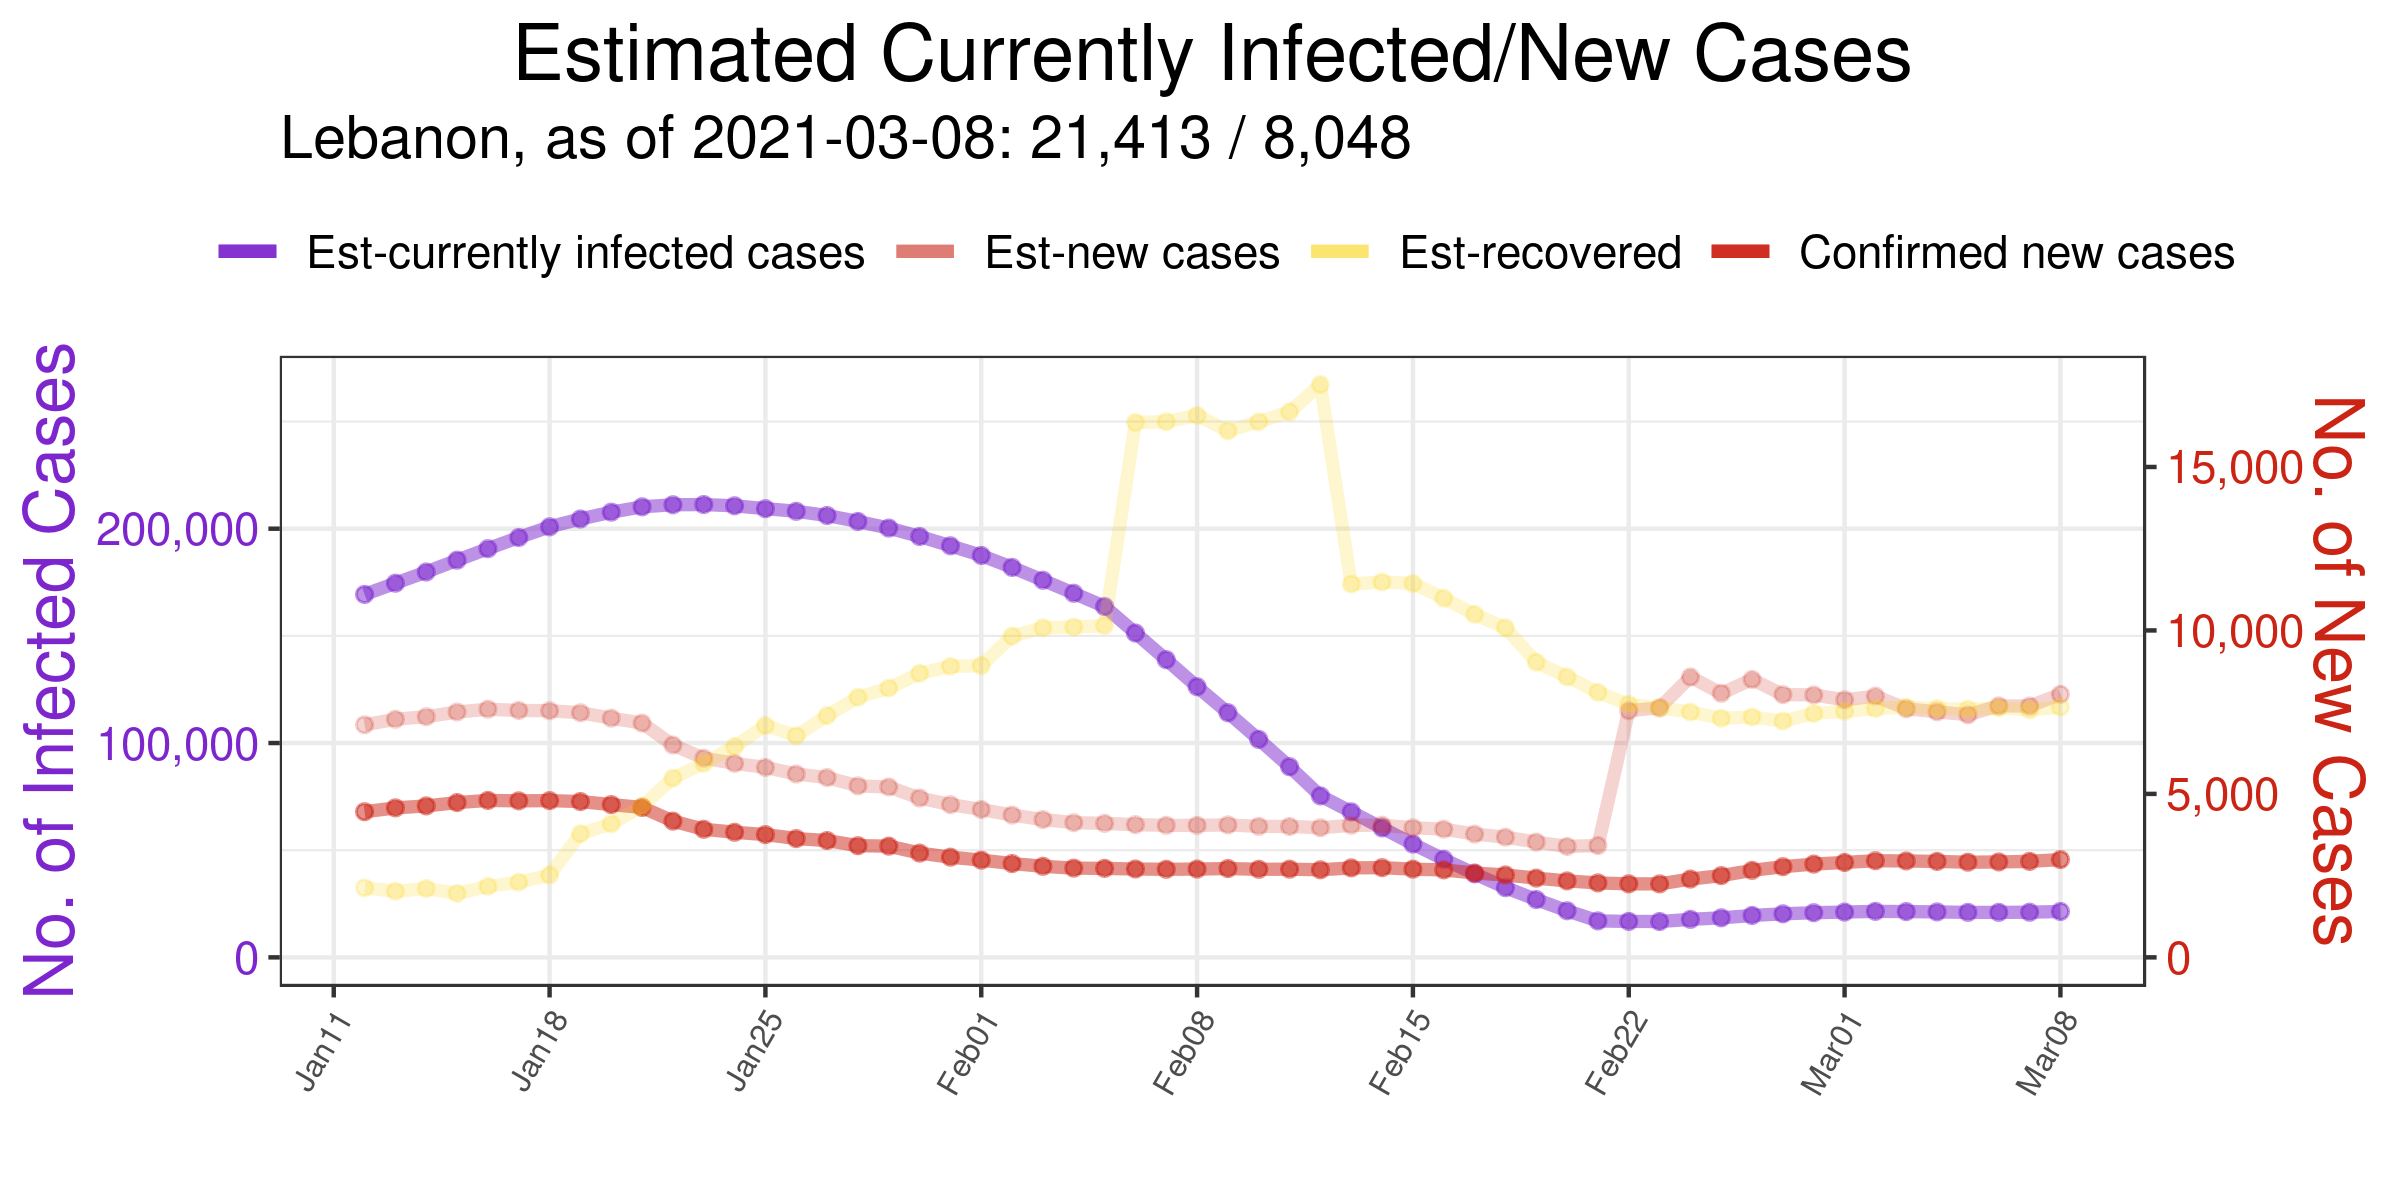 Estimated Currently Infected/New Cases
Lebanon, as of 2021-03-08: 21,413 / 8,048
Est-currently infected cases Est-new cases Est-recovered Confirmed new cases
No. of Infected Cases
200,000
100,000
0
15,000
10,000
5,000
0
No. of New Cases
Jan11 Jan18 Jan25 Feb01 Feb08 Feb15 Feb22 Mar01 Mar08